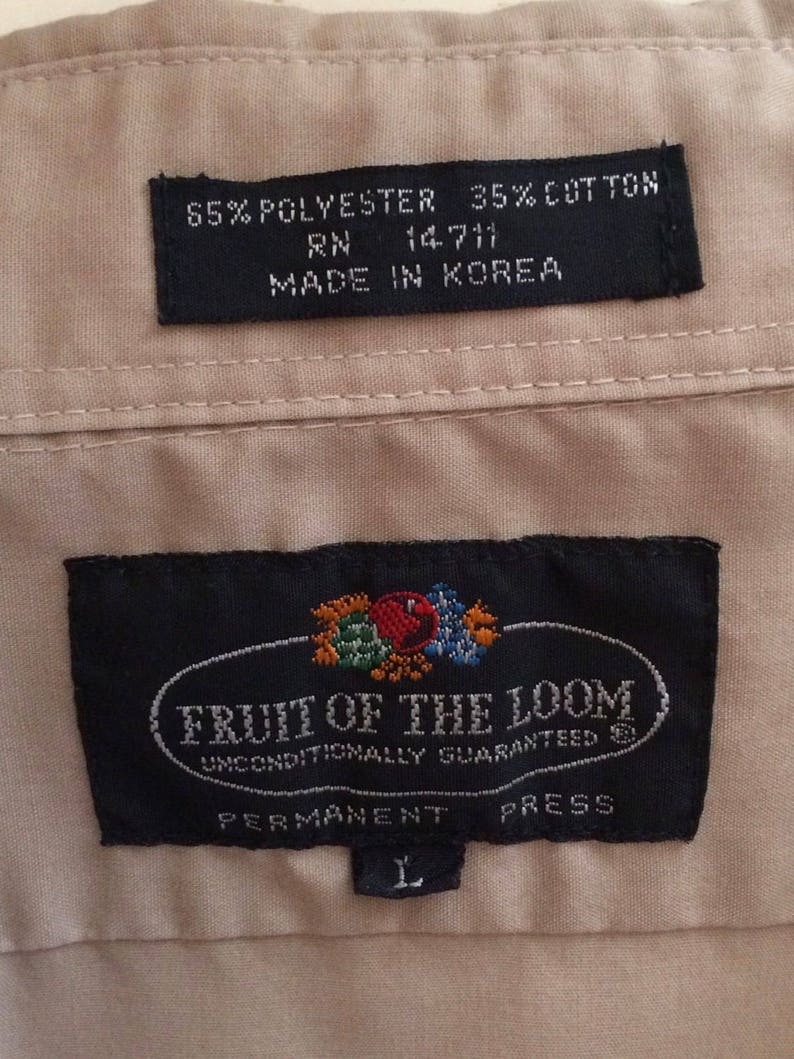 65% POLYESTER 35% COTTON
RN 14711
MADE IN KOREA
FRUIT OF THE LOOM
UNCONDITIONALLY GUARANTEED ®
PERMANENT PRESS
L